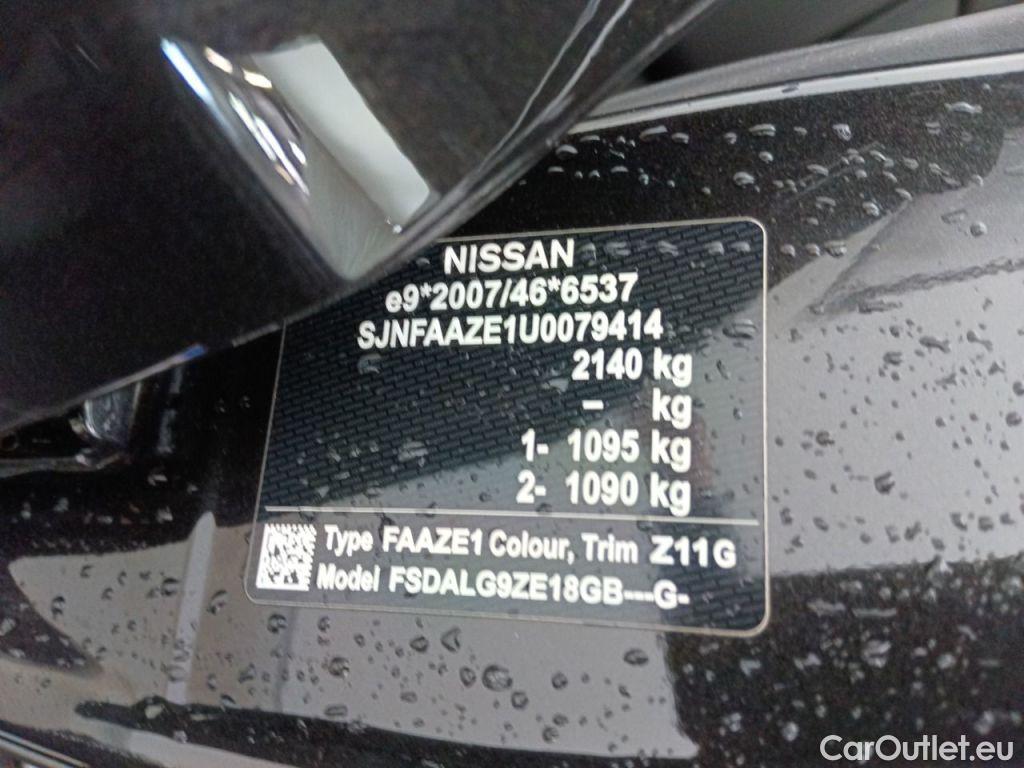 NISSAN
e9*2007/46*6537
SJNFAAZE1U0079414
2140 kg
– kg
1- 1095 kg
2- 1090 kg
Type FAAZE1 Colour, Trim Z11G
Model FSDALG9ZE18GB---G-
CarOutlet.eu